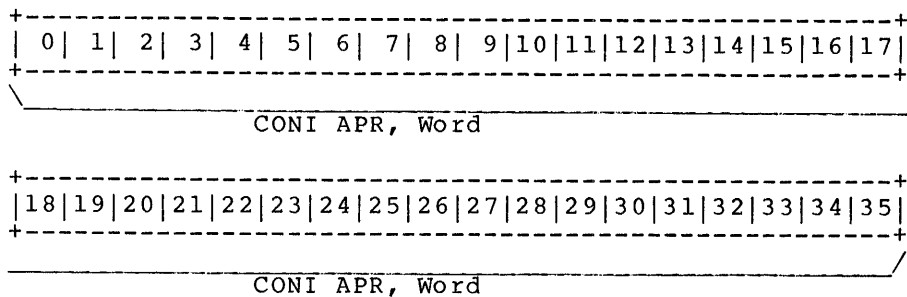 | 0| 1| 2| 3| 4| 5| 6| 7| 8| 9|10|11|12|13|14|15|16|17|
CONI APR, Word
|18|19|20|21|22|23|24|25|26|27|28|29|30|31|32|33|34|35|
CONI APR, Word